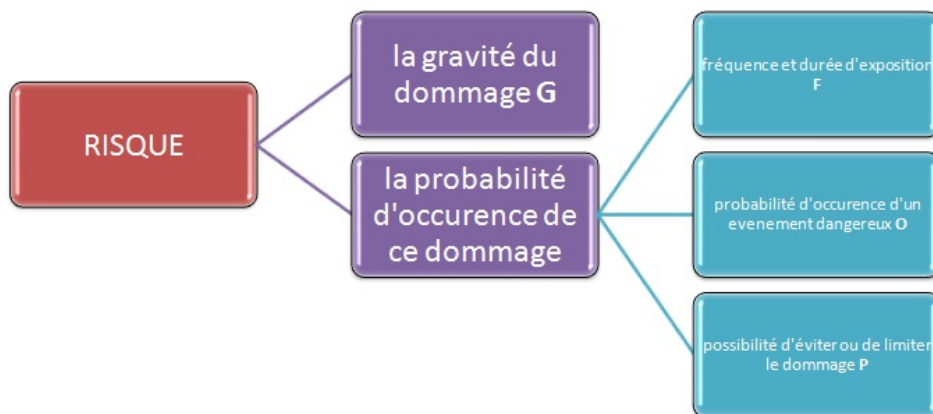 RISQUE
la gravité du
dommage G
la probabilité
d'occurence de
ce dommage
fréquence et durée d'exposition
F
probabilité d'occurence d'un
evenement dangereux O
possibilité d'éviter ou de limiter
le dommage P